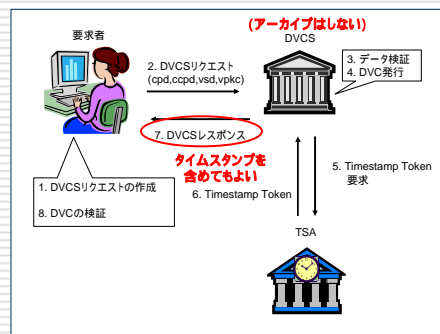 (アーカイブはしない)
要求者
DVCS
2. DVCSリクエスト
(cpd,ccpd,vsd,vpkc)
3. データ検証
4. DVC発行
7. DVCSレスポンス
タイムスタンプを
含めてもよい
1. DVCSリクエストの作成
8. DVCの検証
6. Timestamp Token
5. Timestamp Token
要求
TSA